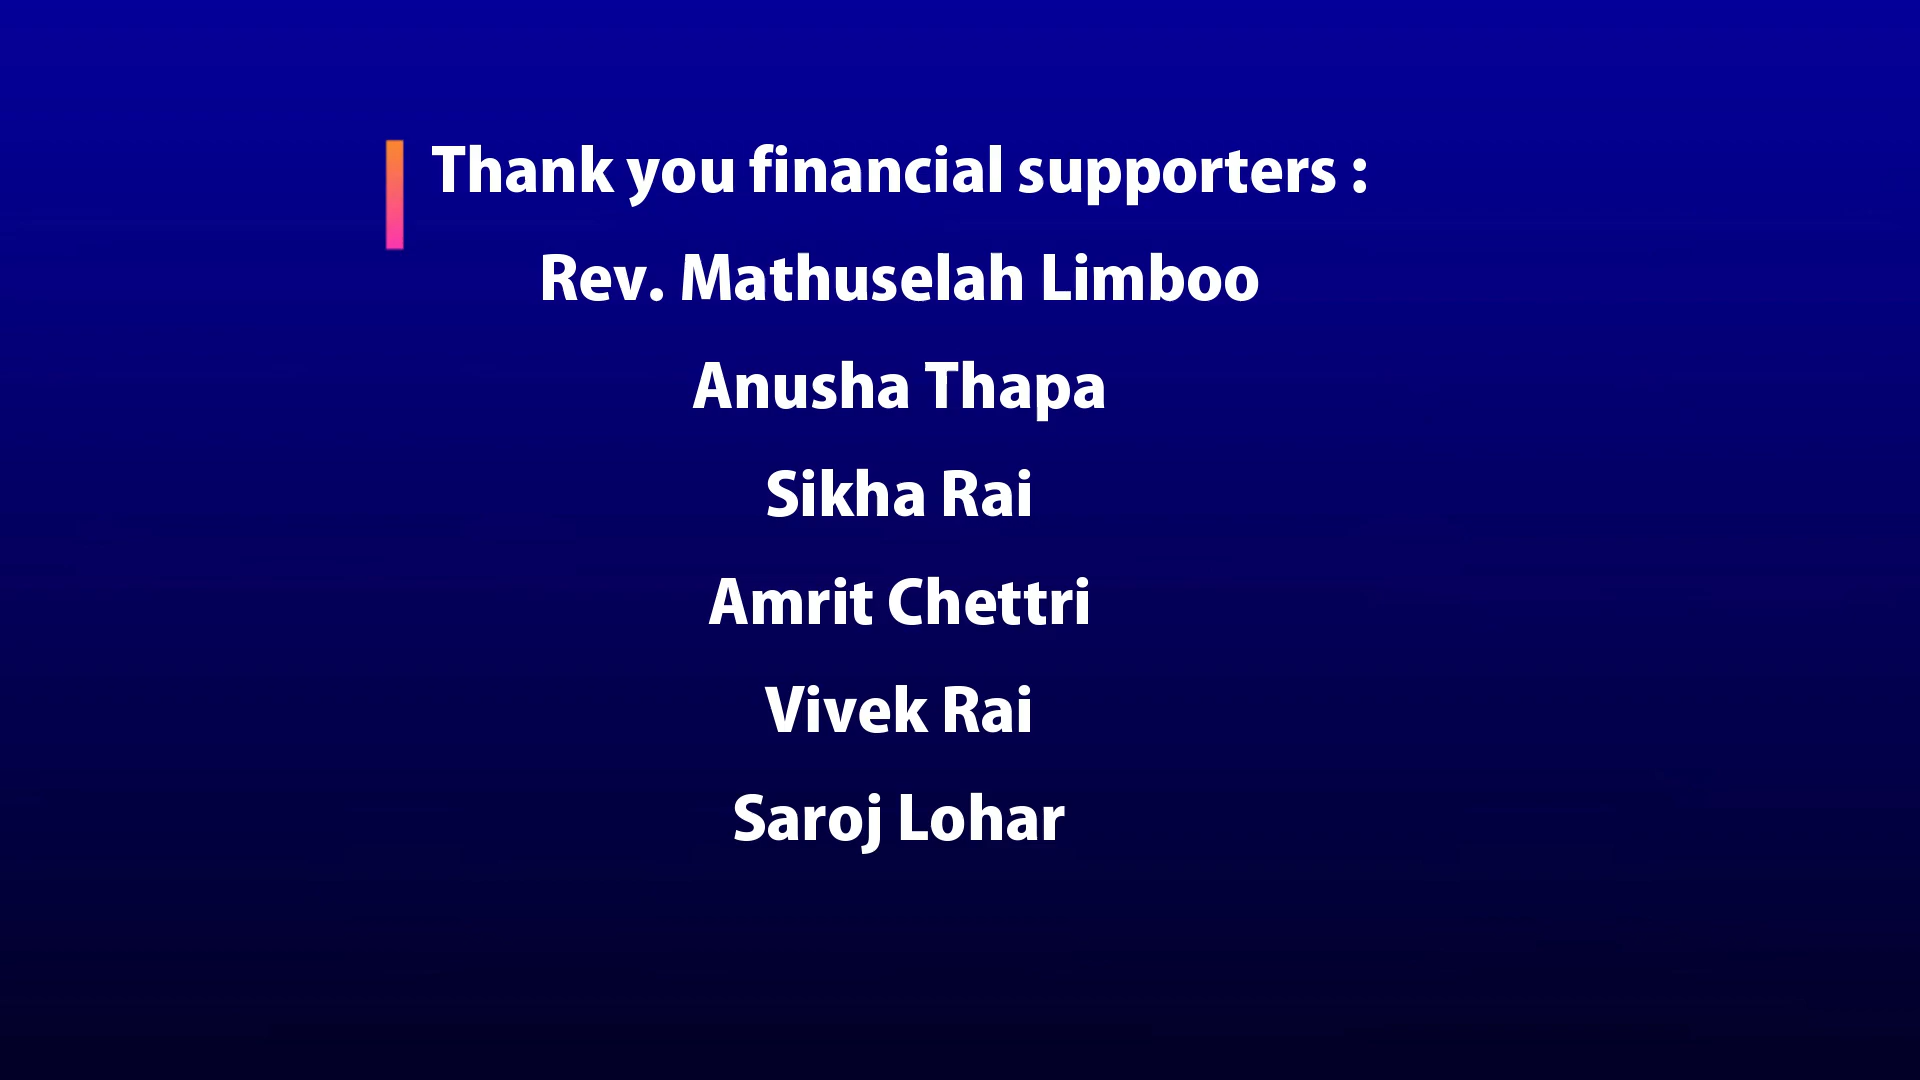 Thank you financial supporters :
Rev. Mathuselah Limboo
Anusha Thapa
Sikha Rai
Amrit Chettri
Vivek Rai
Saroj Lohar